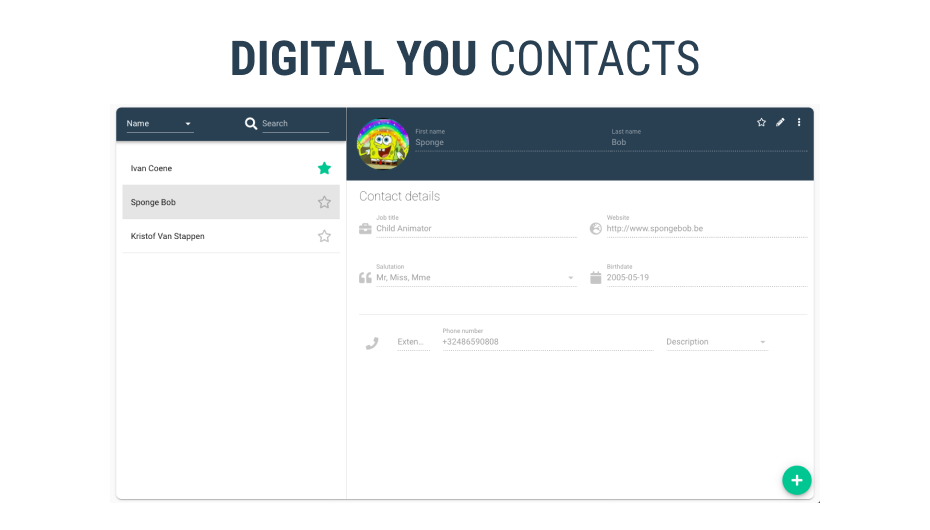 DIGITAL YOU CONTACTS
Name
Search
First name
Sponge
Last name
Bob
Ivan Coene
Sponge Bob
Kristof Van Stappen
Contact details
Job title
Child Animator
Website
http://www.spongebob.be
Salutation
Mr, Miss, Mme
Birthdate
2005-05-19
Exten...
Phone number
+32486590808
Description